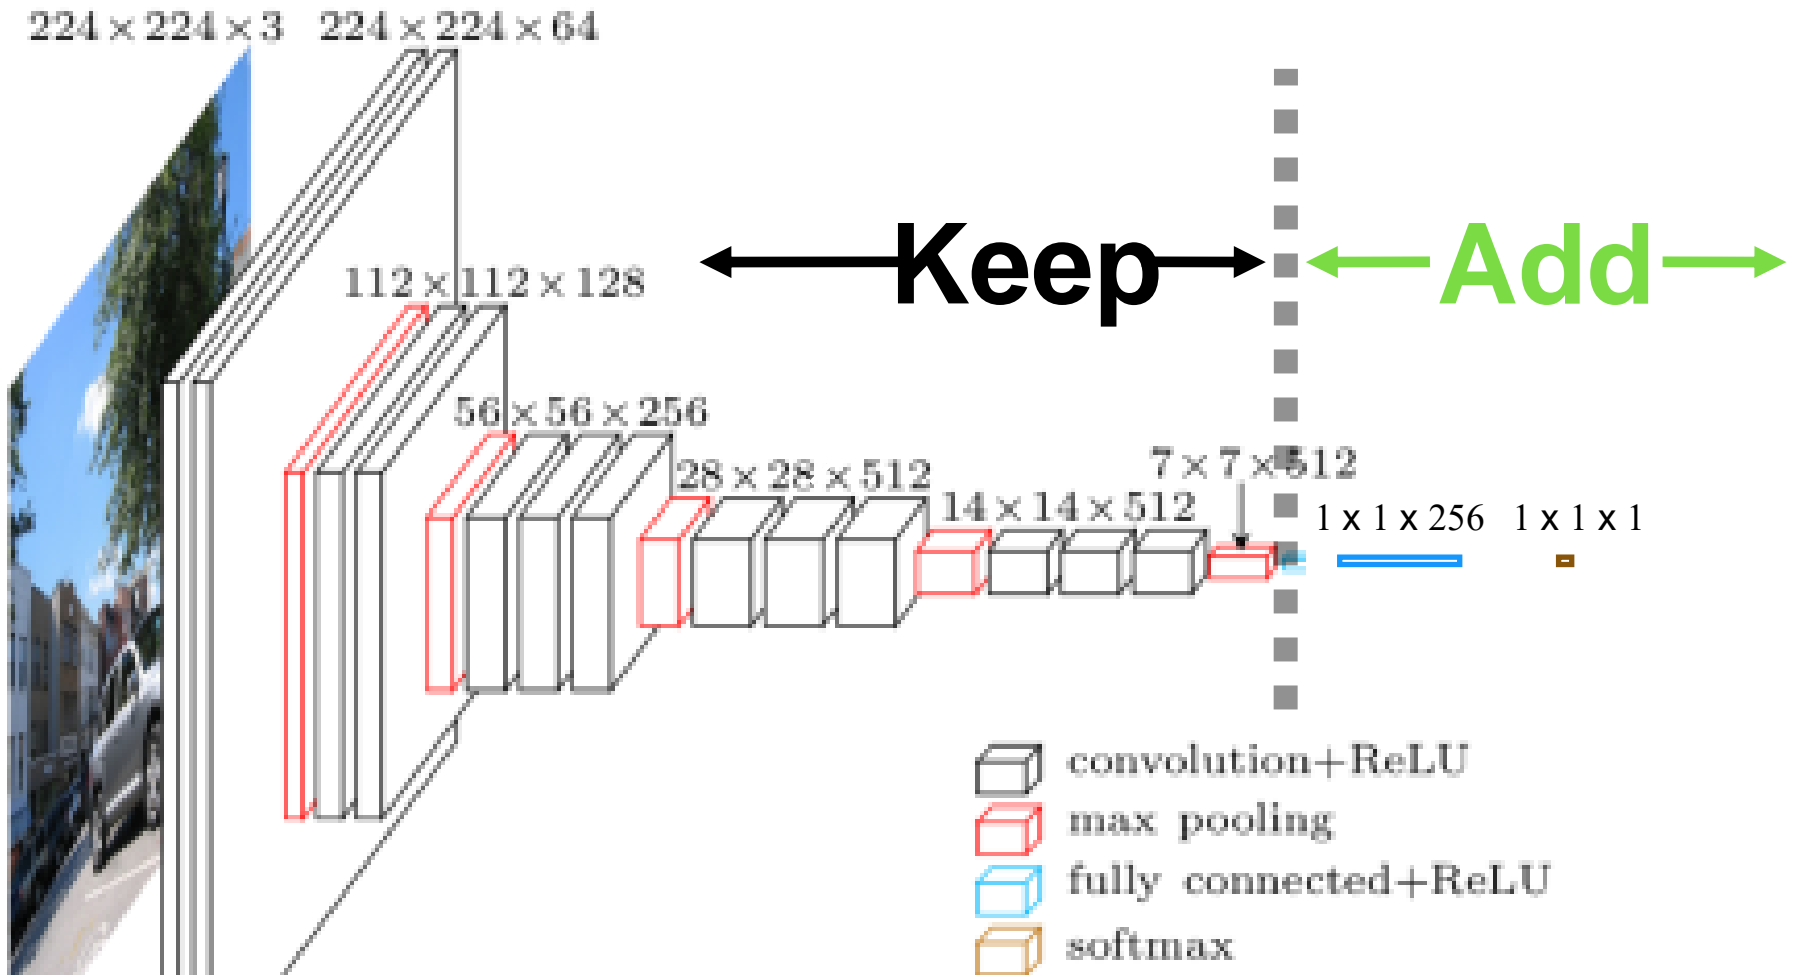 224 × 224 × 3
224 × 224 × 64
112 × 112 × 128
56 × 56 × 256
28 × 28 × 512
14 × 14 × 512
7 × 7 × 512
Keep
Add
1 x 1 x 256
1 x 1 x 1
convolution+ReLU
max pooling
fully connected+ReLU
softmax